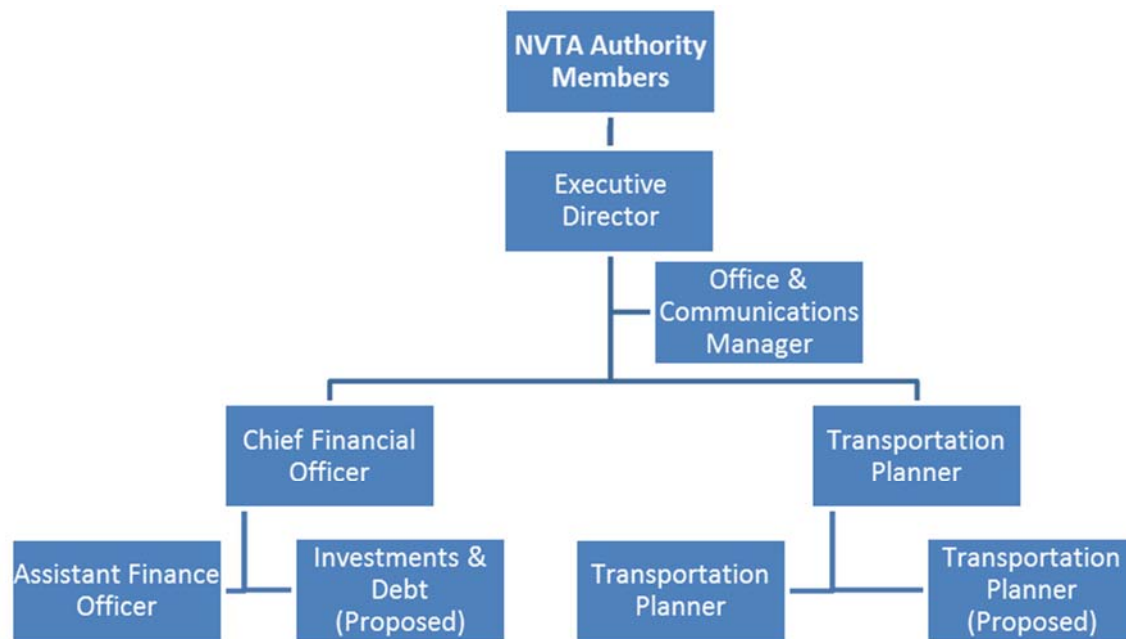 NVTA Authority
Members
Executive
Director
Office &
Communications
Manager
Chief Financial
Officer
Transportation
Planner
Assistant Finance
Officer
Investments &
Debt
(Proposed)
Transportation
Planner
Transportation
Planner
(Proposed)